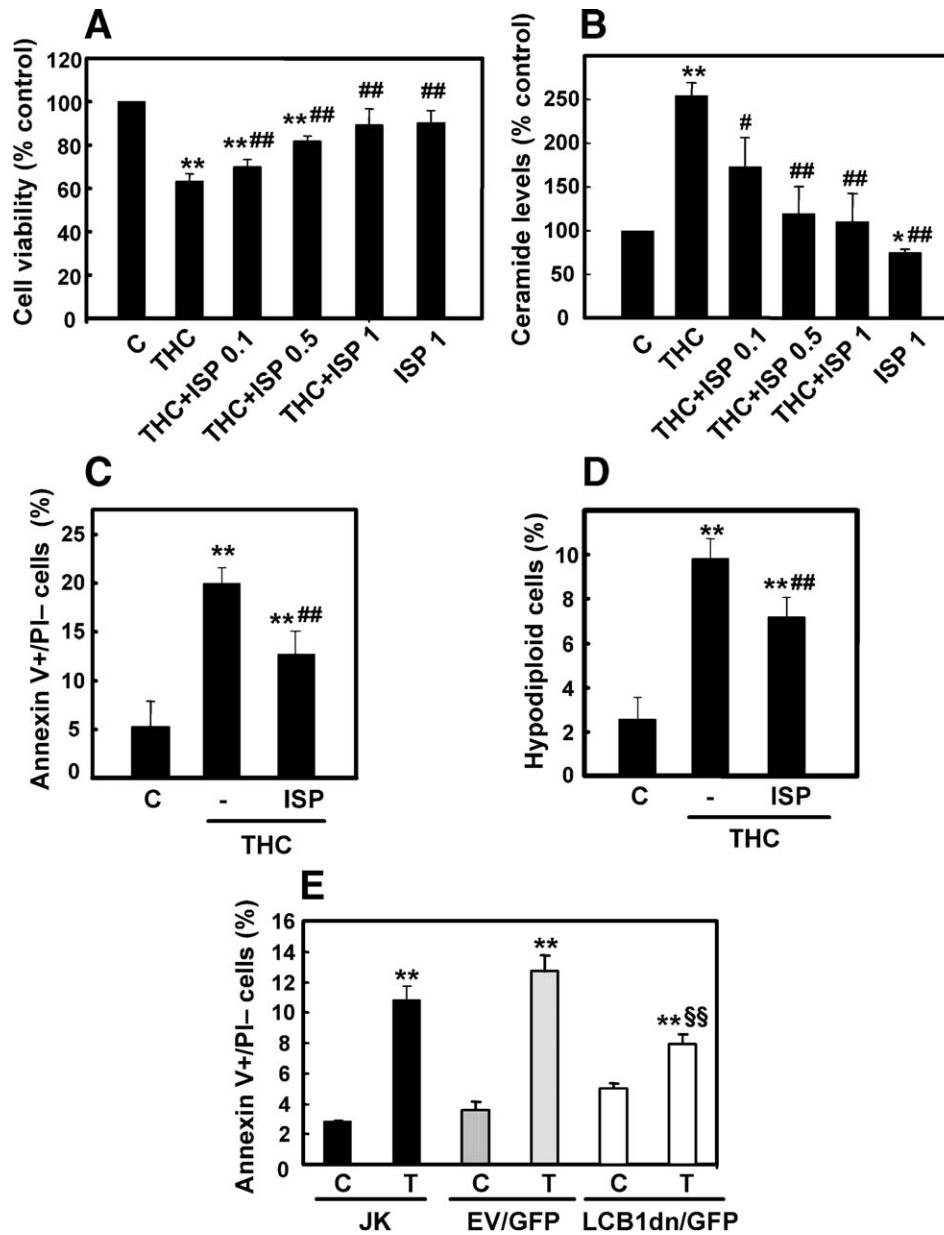 A
Cell viability (% control)
120
100
80
60
40
20
0
**
**##
**##
##
##
C
THC
THC+ISP 0.1
THC+ISP 0.5
THC+ISP 1
ISP 1
B
Ceramide levels (% control)
250
200
150
100
50
0
**
#
##
##
*##
C
THC
THC+ISP 0.1
THC+ISP 0.5
THC+ISP 1
ISP 1
C
Annexin V+/PI– cells (%)
25
20
15
10
5
0
**
**##
C
-
ISP
THC
D
Hypodiploid cells (%)
10
8
6
4
2
0
**
**##
C
-
ISP
THC
E
Annexin V+/PI– cells (%)
16
14
12
10
8
6
4
2
0
**
**
**§§
C T C T C T
JK EV/GFP LCB1dn/GFP